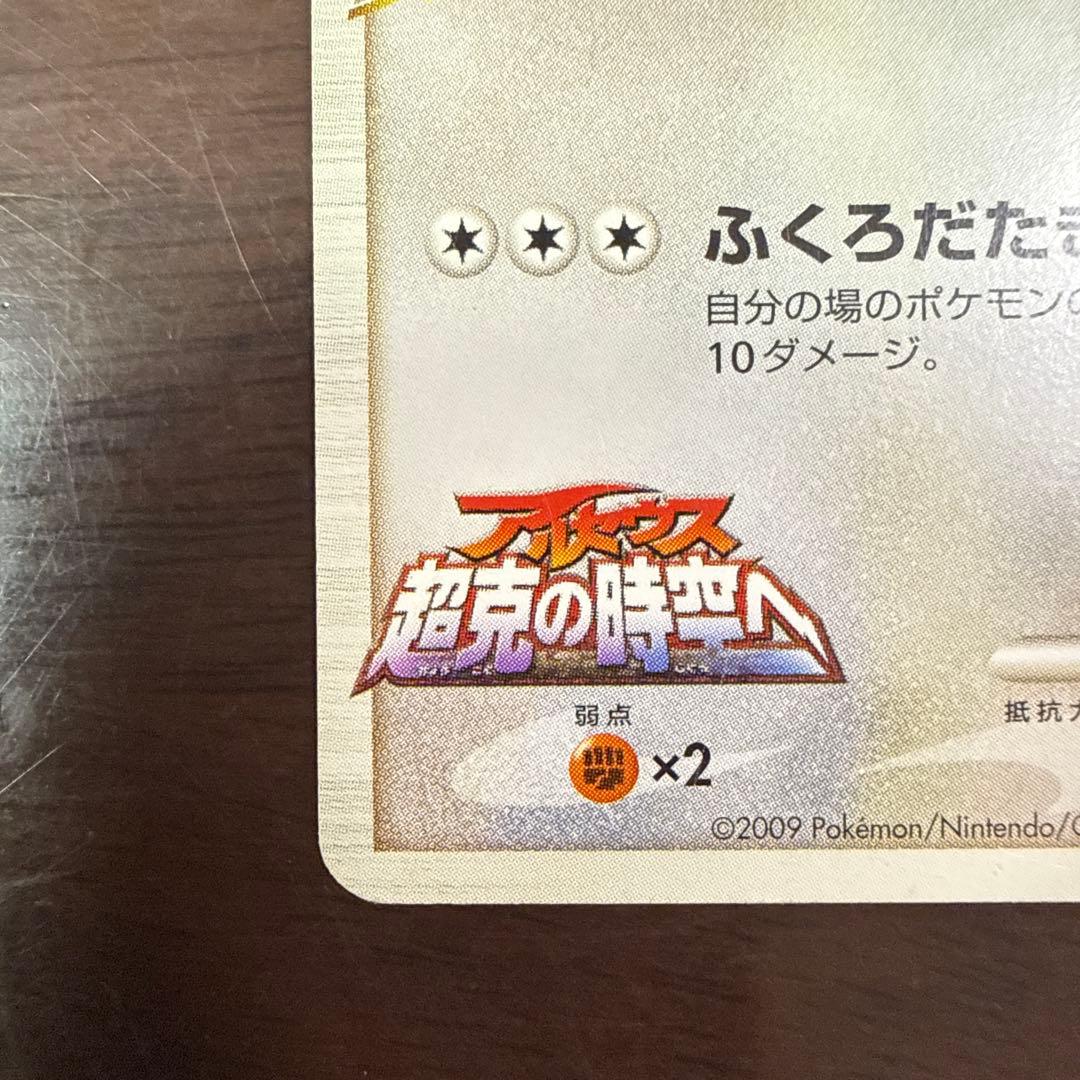 ふくろだたき
自分の場のポケモンの
10ダメージ。
アルセウス
超克の時空へ
弱点
×2
抵抗力
©2009 Pokémon/Nintendo/C